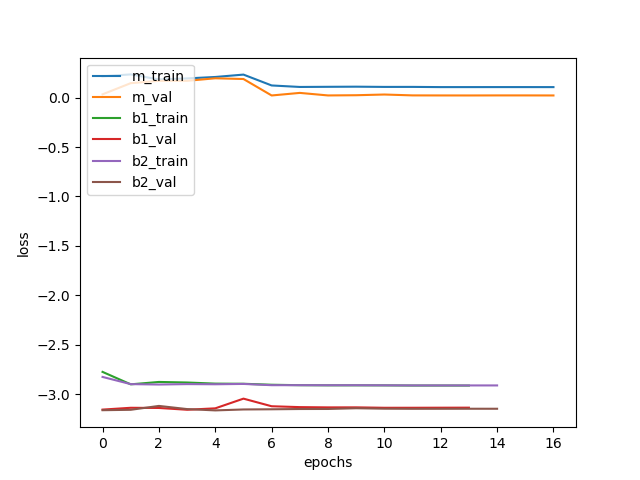 m_train
m_val
b1_train
b1_val
b2_train
b2_val
0.0
−0.5
−1.0
−1.5
−2.0
−2.5
−3.0
loss
0 2 4 6 8 10 12 14 16
epochs